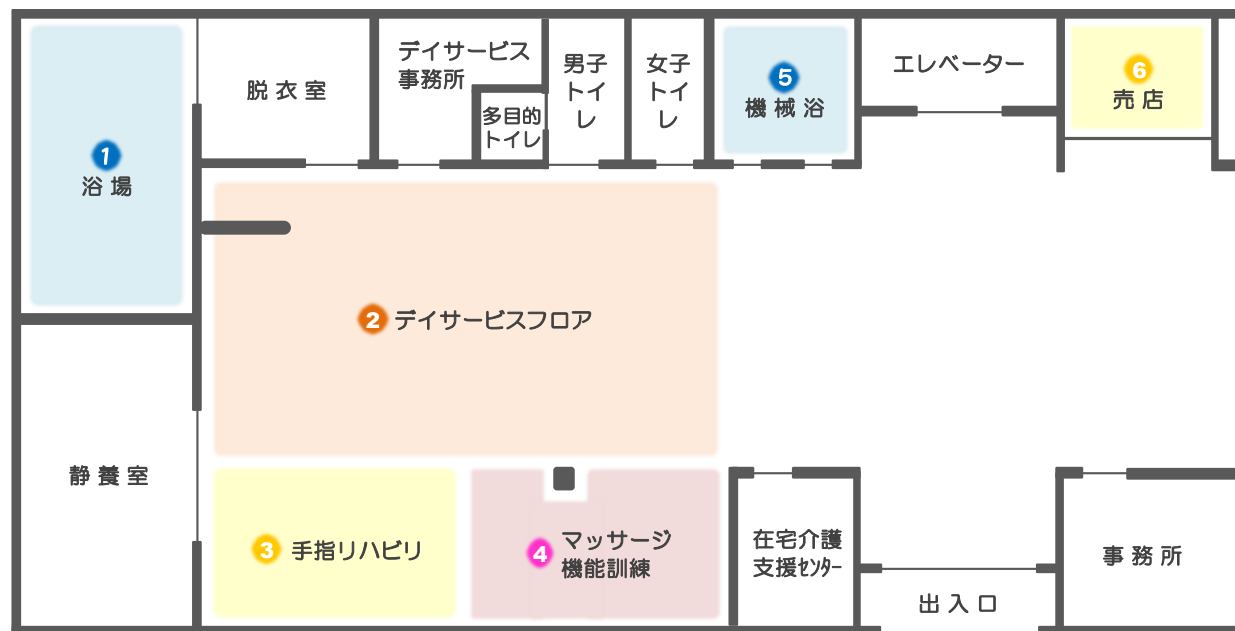 1
浴場
脱衣室
デイサービス
事務所
多目的
トイレ
男子
トイ
レ
女子
トイ
レ
5
機械浴
エレベーター
6
売店
2 デイサービスフロア
静養室
3 手指リハビリ
4 マッサージ
機能訓練
在宅介護
支援ｾﾝﾀｰ
出入口
事務所